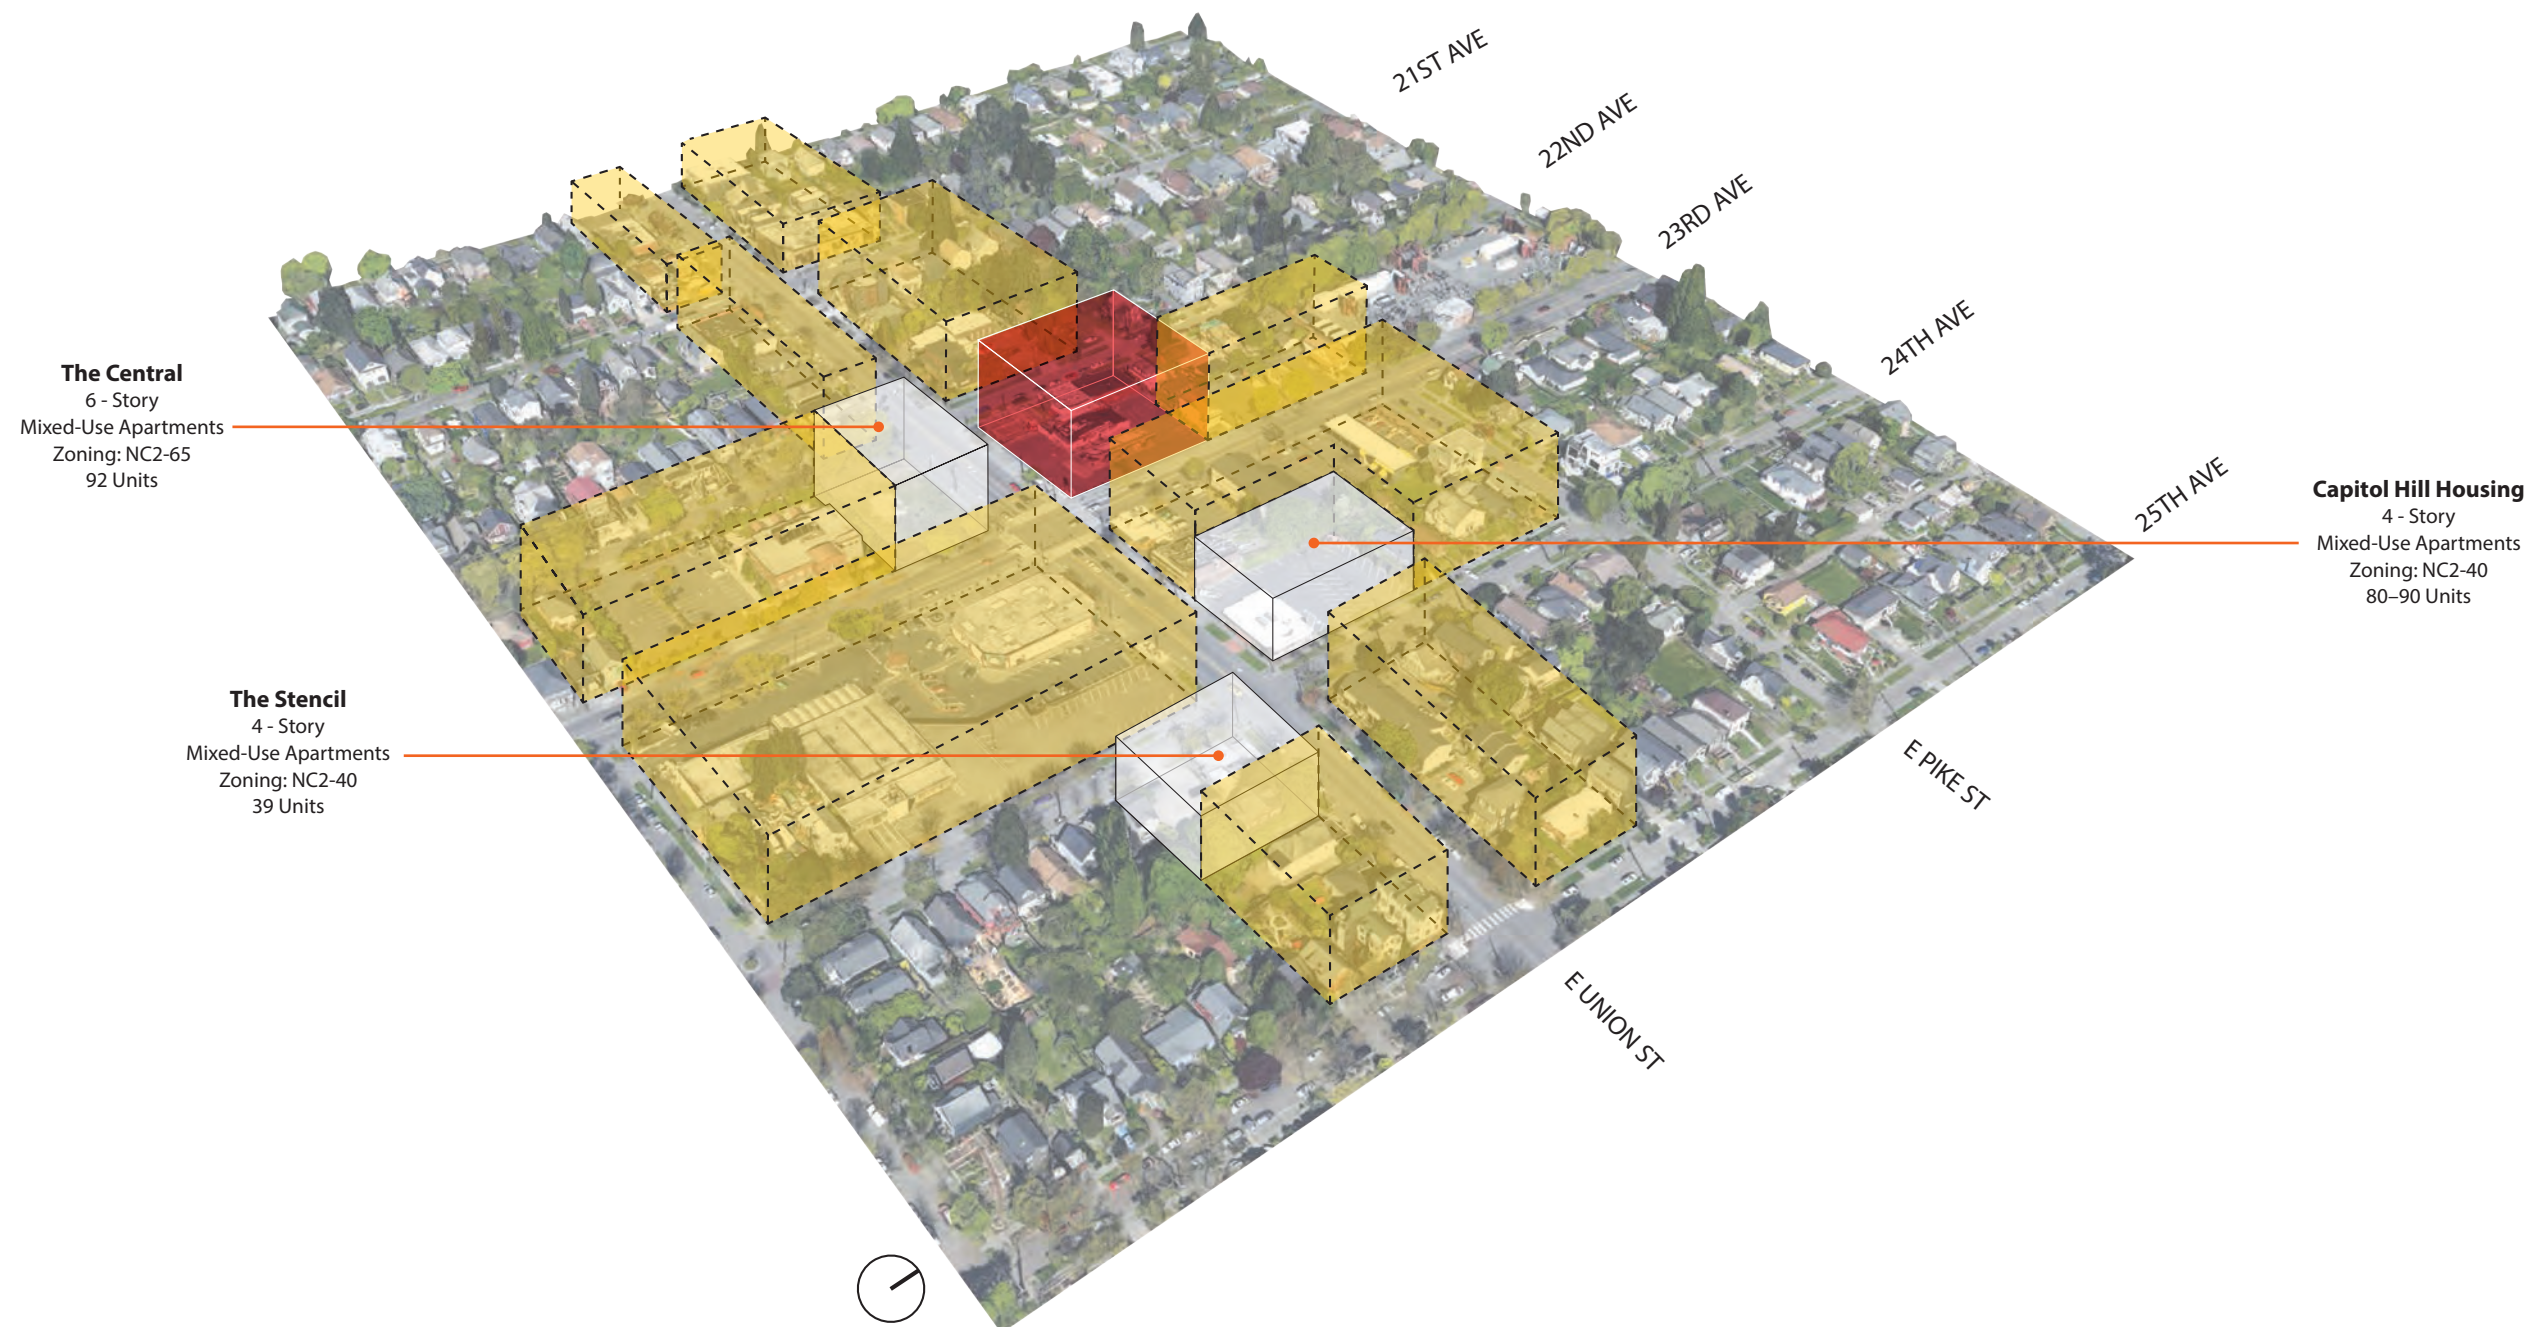 21ST AVE
22ND AVE
23RD AVE
24TH AVE
25TH AVE
The Central
6 - Story
Mixed-Use Apartments
Zoning: NC2-65
92 Units
Capitol Hill Housing
4 - Story
Mixed-Use Apartments
Zoning: NC2-40
80–90 Units
The Stencil
4 - Story
Mixed-Use Apartments
Zoning: NC2-40
39 Units
E PIKE ST
E UNION ST